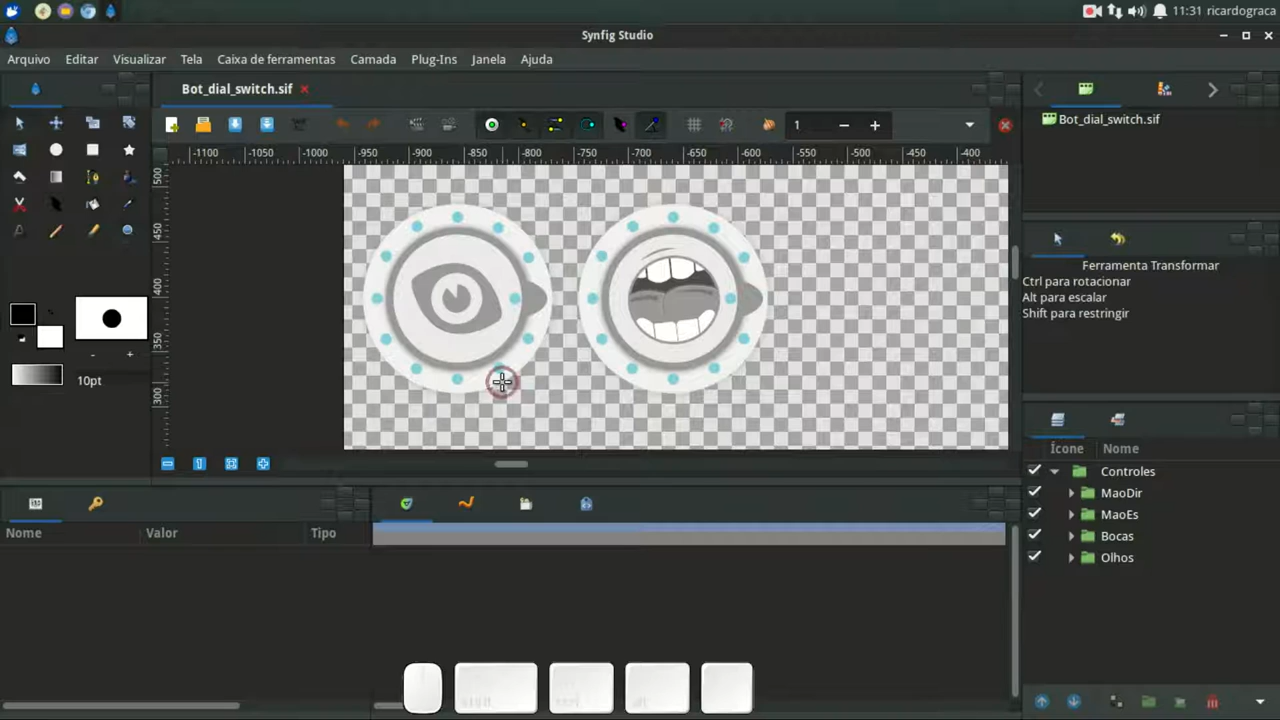 11:31 ricardograca
Synfig Studio
Arquivo Editar Visualizar Tela Caixa de ferramentas Camada Plug-Ins Janela Ajuda
Bot_dial_switch.sif
1
-1100 -1050 -1000 -950 -900 -850 -800 -750 -700 -650 -600 -550 -500 -450 -400
500
450
400
350
300
10pt
Bot_dial_switch.sif
Ferramenta Transformar
Ctrl para rotacionar
Alt para escalar
Shift para restringir
Ícone Nome
Controles
MaoDir
MaoEs
Bocas
Olhos
Nome Valor Tipo